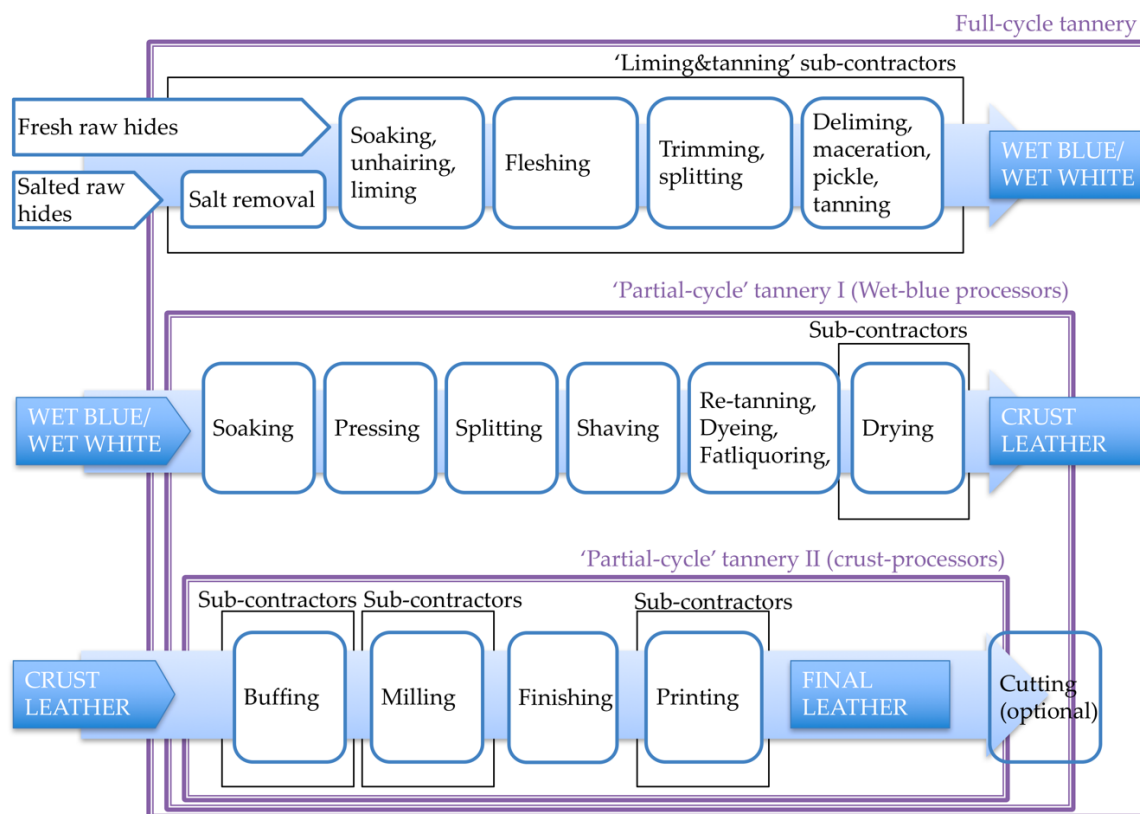 Full-cycle tannery
‘Liming&tanning’ sub-contractors
Fresh raw hides
Salted raw
hides
Salt removal
Soaking,
unhairing,
liming
Fleshing
Trimming,
splitting
Deliming,
maceration,
pickle,
tanning
WET BLUE/
WET WHITE
‘Partial-cycle’ tannery I (Wet-blue processors)
Sub-contractors
WET BLUE/
WET WHITE
Soaking
Pressing
Splitting
Shaving
Re-tanning,
Dyeing,
Fatliquoring,
Drying
CRUST
LEATHER
‘Partial-cycle’ tannery II (crust-processors)
Sub-contractors
Sub-contractors
Sub-contractors
CRUST
LEATHER
Buffing
Milling
Finishing
Printing
FINAL
LEATHER
Cutting
(optional)